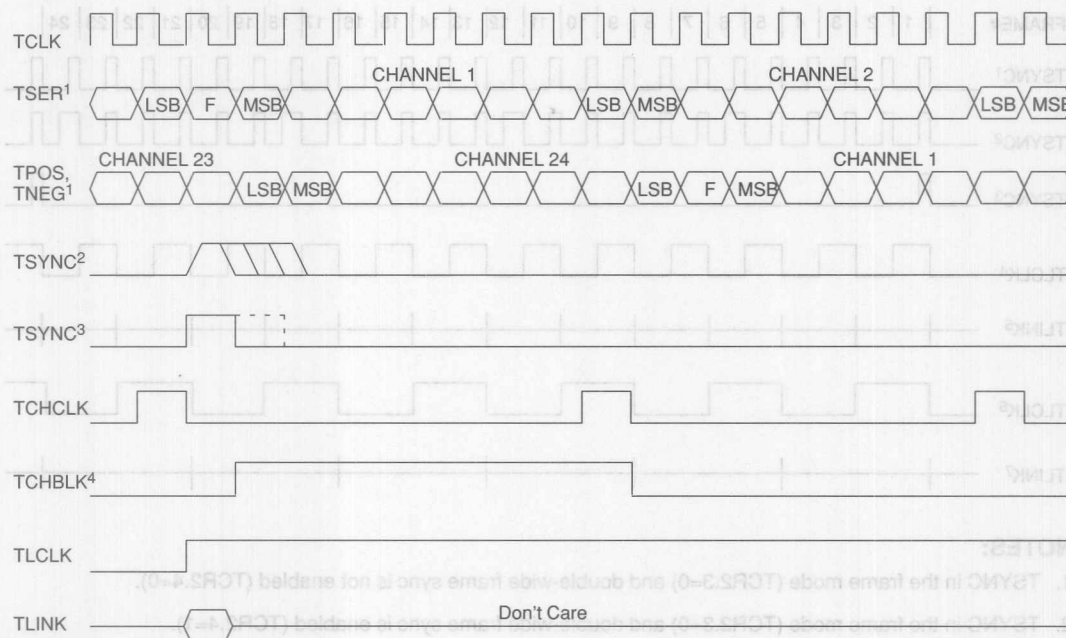 TCLK
CHANNEL 1 CHANNEL 2
TSER¹ LSB F MSB LSB MSB LSB MSB
CHANNEL 23 CHANNEL 24 CHANNEL 1
TPOS,
TNEG¹ LSB MSB LSB F MSB
TSYNC²
TSYNC³
TCHCLK
TCHBLK⁴
TLCLK
TLINK Don't Care